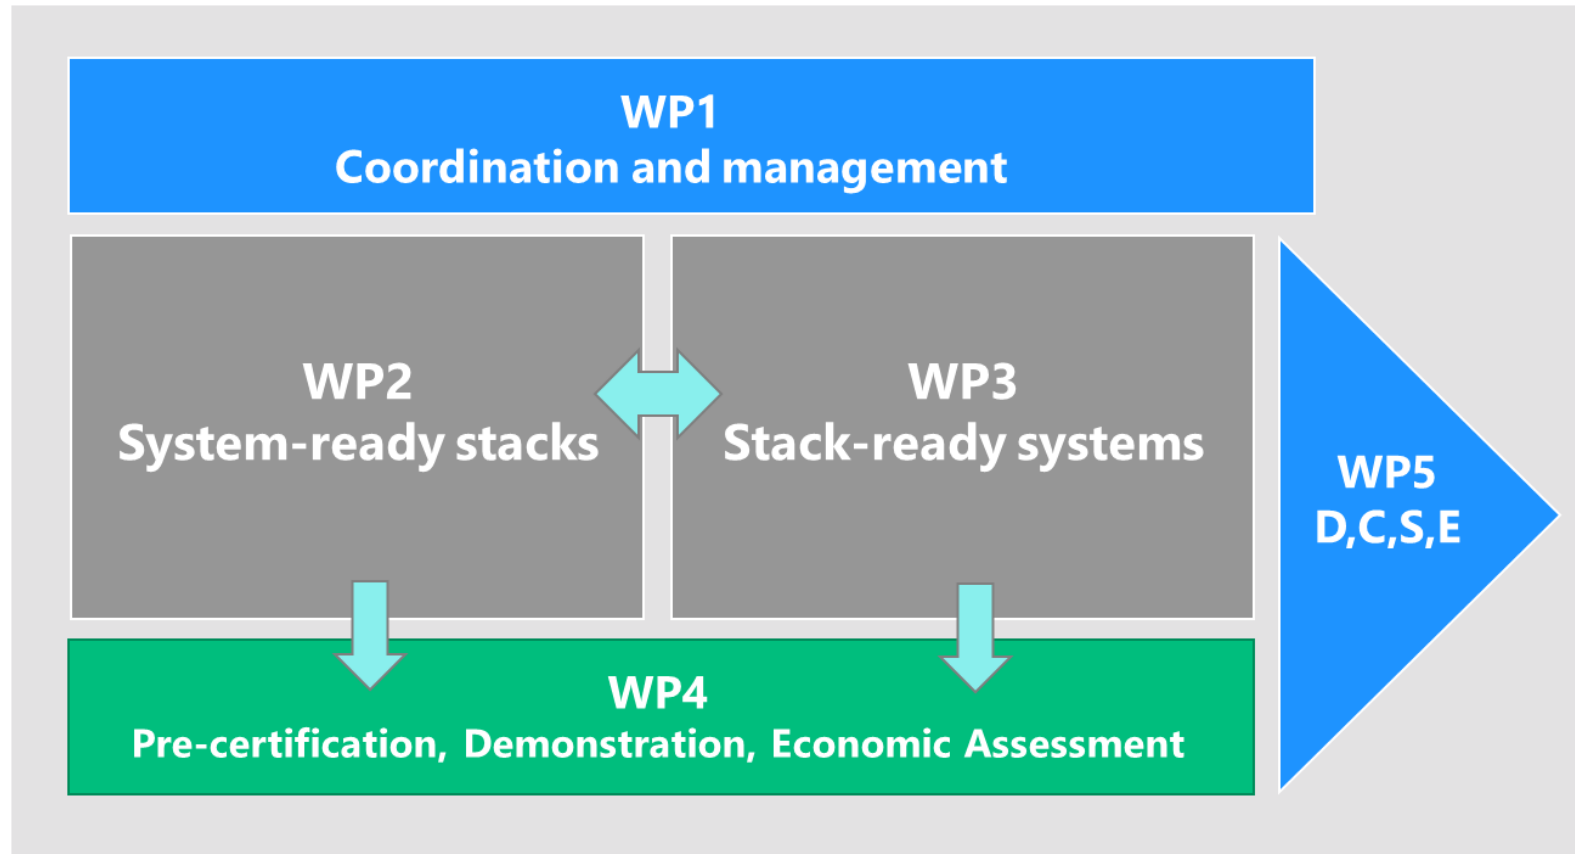 WP1
Coordination and management
WP2
System-ready stacks
WP3
Stack-ready systems
WP5
D,C,S,E
WP4
Pre-certification, Demonstration, Economic Assessment